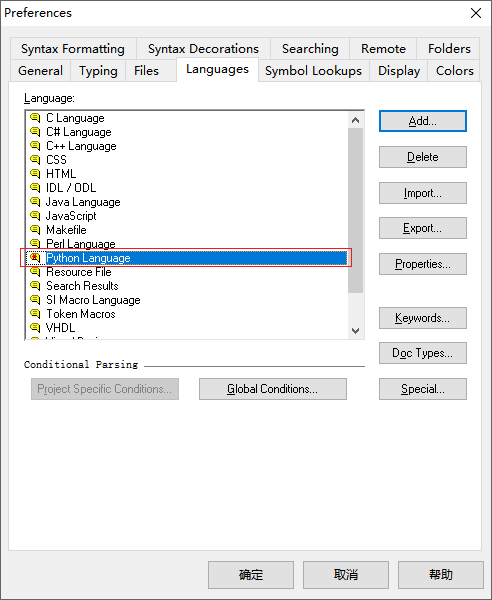 Preferences
Syntax Formatting Syntax Decorations Searching Remote Folders
General Typing Files Languages Symbol Lookups Display Colors
Language:
C Language
C# Language
C++ Language
CSS
HTML
IDL / ODL
Java Language
JavaScript
Makefile
Perl Language
Python Language
Resource File
Search Results
SI Macro Language
Token Macros
VHDL
Add...
Delete
Import...
Export...
Properties...
Keywords...
Doc Types...
Special...
Conditional Parsing
Project Specific Conditions...
Global Conditions...
确定 取消 帮助